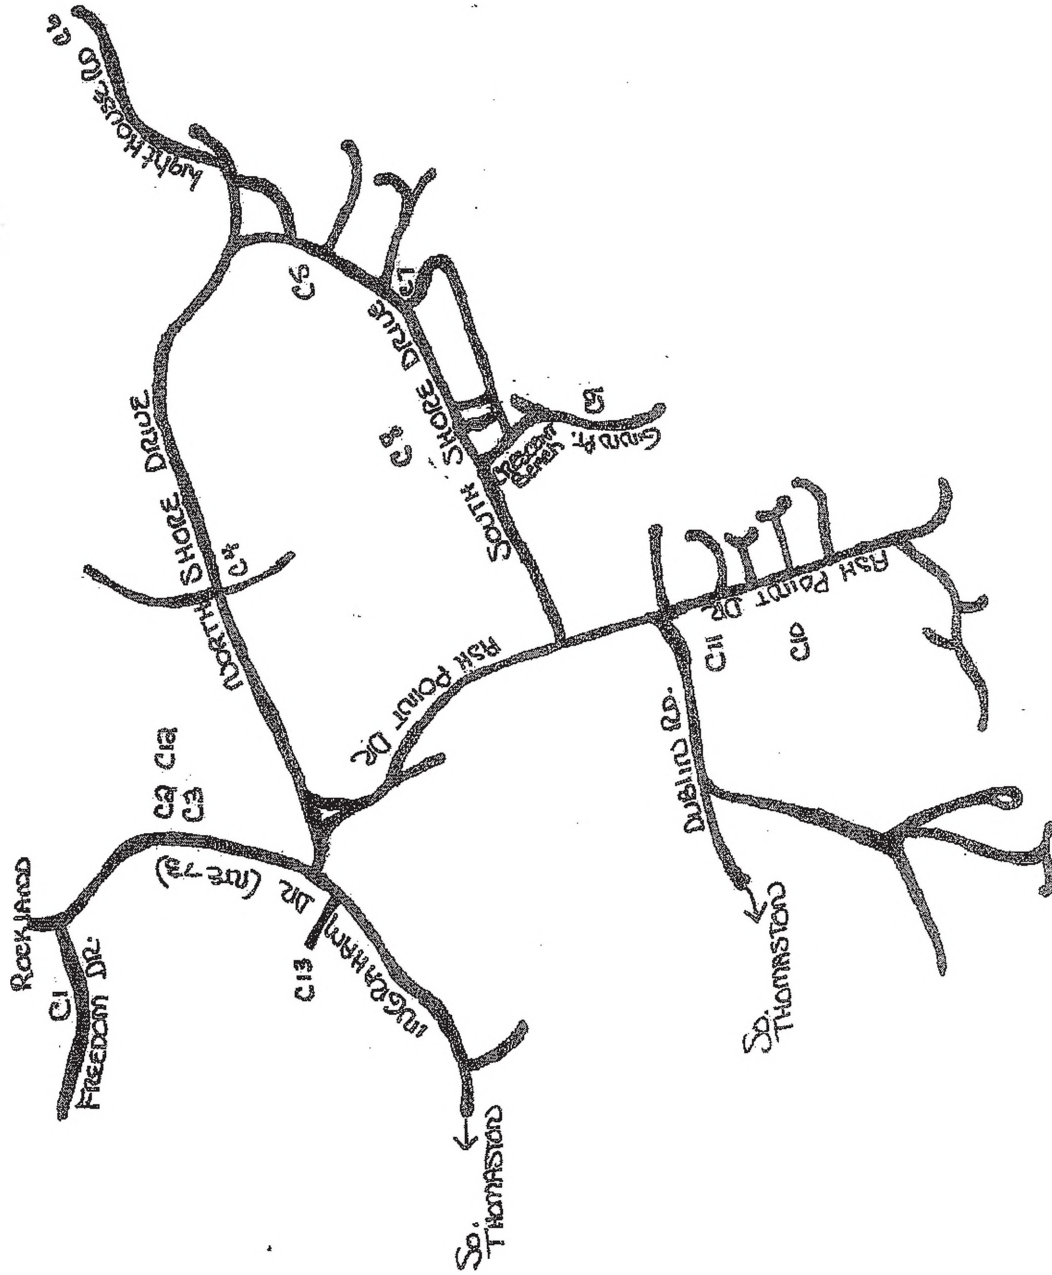 LightHouse RD C6
NORTH SHORE DRIVE
C4
C5
C7
SOUTH SHORE DRIVE
C8
CRESCENT
BEACH
GINN PT.
C9
ASH POINT DR.
C11
C10
ASH POINT DR
DUBLIN RD.
So.
THOMASTON
ROCKLAND
C1
FREEDOM DR.
C2 C12
C3
INGRAHAM DR (RTE 73)
C13
So.
THOMASTON